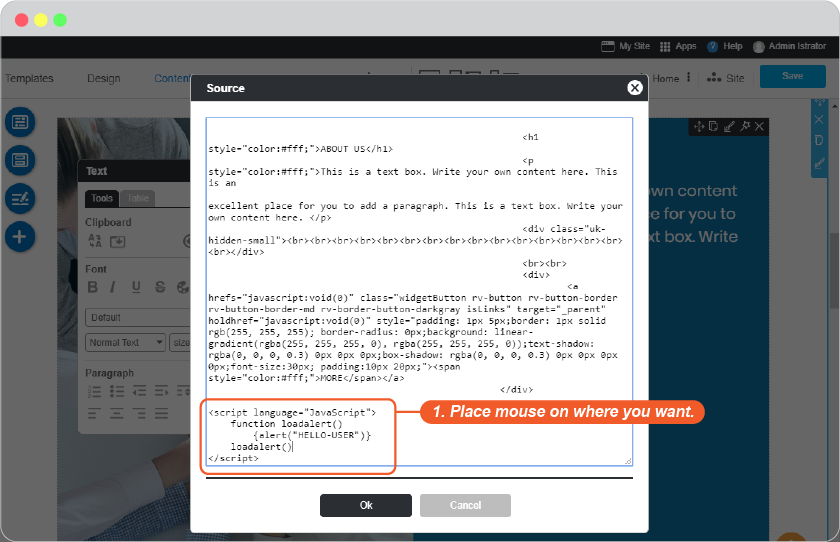 My Site Apps ? Help Admin Istrator
Templates Design Conten Home Site Save
Source
<h1
style="color:#fff;">ABOUT US</h1>
<p
style="color:#fff;">This is a text box. Write your own content here. This
is an
excellent place for you to add a paragraph. This is a text box. Write your
own content here. </p>
<div class="uk-
hidden-small"><br><br><br><br><br><br><br><br><br><br><br><br><br><br><br>
<br></div>
<br><br>
<div>
<a
hrefs="javascript:void(0)" class="widgetButton rv-button rv-button-border
rv-button-border-md rv-border-button-darkgray isLinks" target="_parent"
holdhref="javascript:void(0)" style="padding: 1px 5px;border: 1px solid
rgb(255, 255, 255); border-radius: 0px;background: linear-
gradient(rgba(255, 255, 255, 0), rgba(255, 255, 255, 0));text-shadow:
rgba(0, 0, 0, 0.3) 0px 0px 0px;box-shadow: rgba(0, 0, 0, 0.3) 0px 0px 0px
0px;font-size:30px; padding:10px 20px;"><span
style="color:#fff;">MORE</span></a>
</div>
<script language="JavaScript">
function loadalert()
{alert("HELLO-USER")}
loadalert()
</script>
1. Place mouse on where you want.
Ok Cancel
Text
Tools Table
Clipboard
Font
B I U S
Default
Normal Text size
Paragraph
wn content
e for you to
xt box. Write